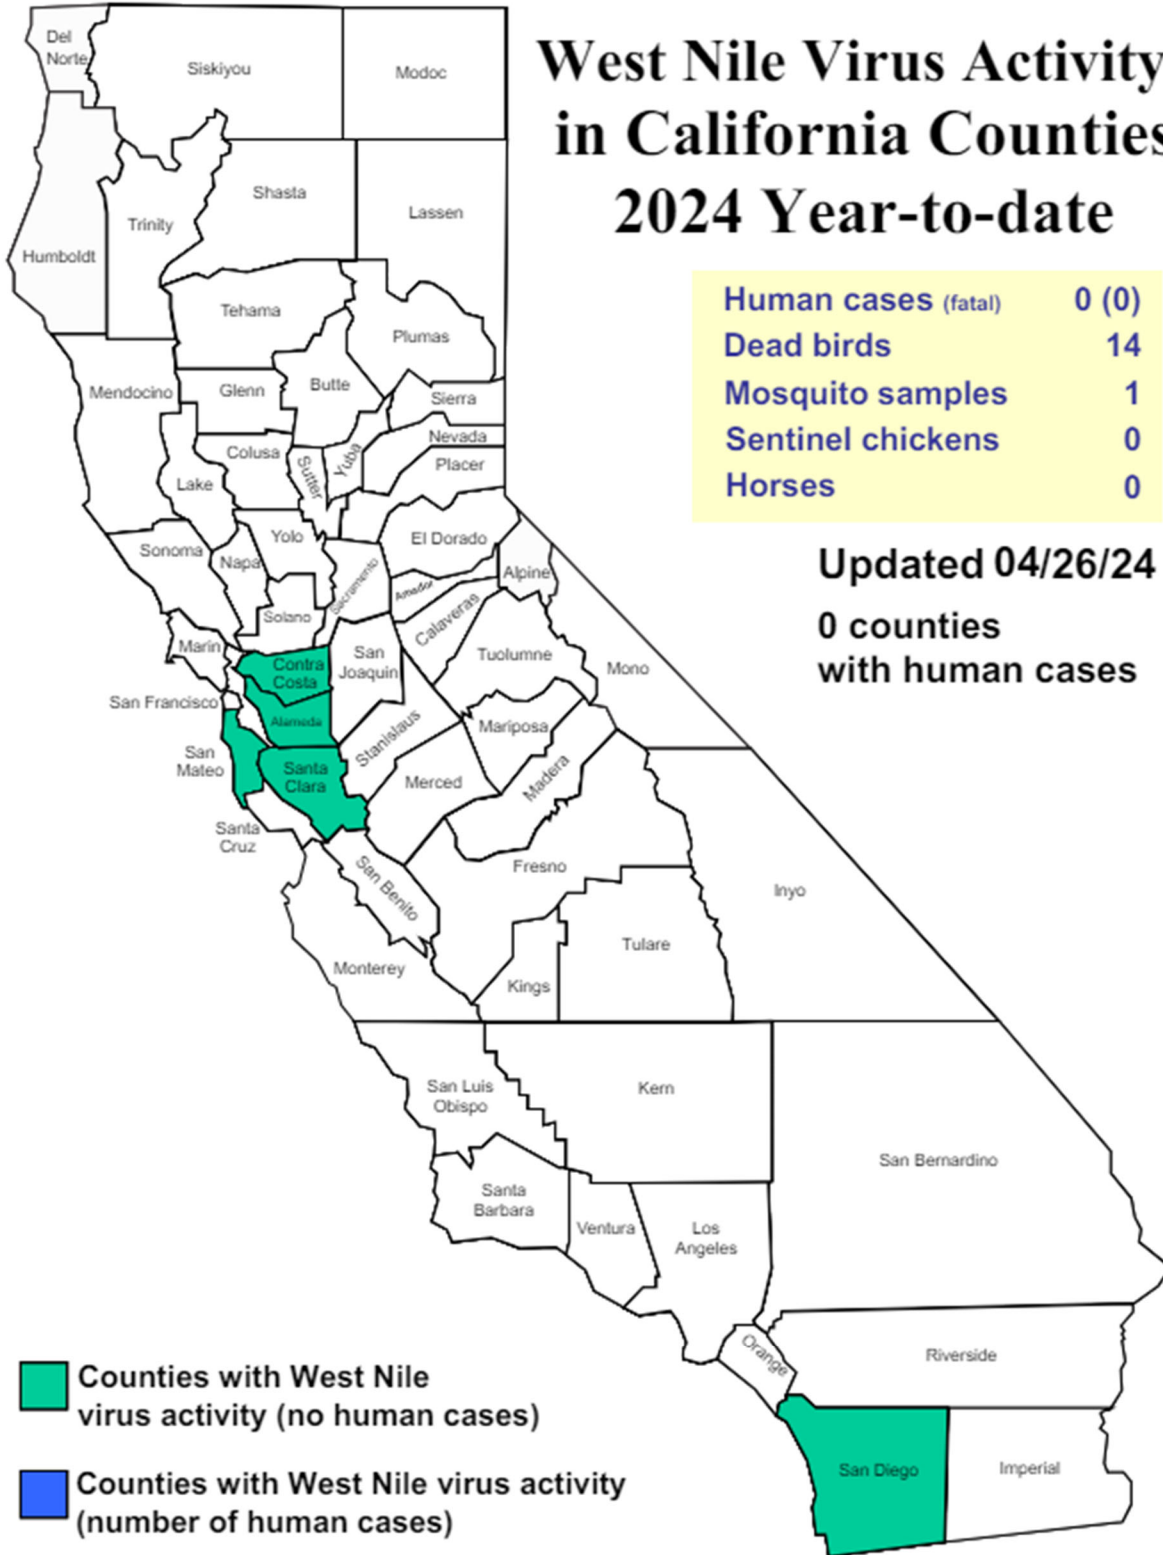 West Nile Virus Activity
in California Counties
2024 Year-to-date
Human cases (fatal) 0 (0)
Dead birds 14
Mosquito samples 1
Sentinel chickens 0
Horses 0
Updated 04/26/24
0 counties
with human cases
Del
Norte
Siskiyou
Modoc
Humboldt
Trinity
Shasta
Lassen
Tehama
Plumas
Mendocino
Glenn
Butte
Sierra
Nevada
Colusa
Sutter
Yuba
Placer
Lake
Sonoma
Napa
Yolo
El Dorado
Sacramento
Amador
Alpine
Solano
Calaveras
Marin
Contra
Costa
San
Joaquin
Tuolumne
Mono
San Francisco
Alameda
Stanislaus
Mariposa
San
Mateo
Santa
Clara
Merced
Madera
Santa
Cruz
San Benito
Fresno
Inyo
Monterey
Kings
Tulare
San Luis
Obispo
Kern
San Bernardino
Santa
Barbara
Ventura
Los
Angeles
Orange
Riverside
San Diego
Imperial
Counties with West Nile
virus activity (no human cases)
Counties with West Nile virus activity
(number of human cases)